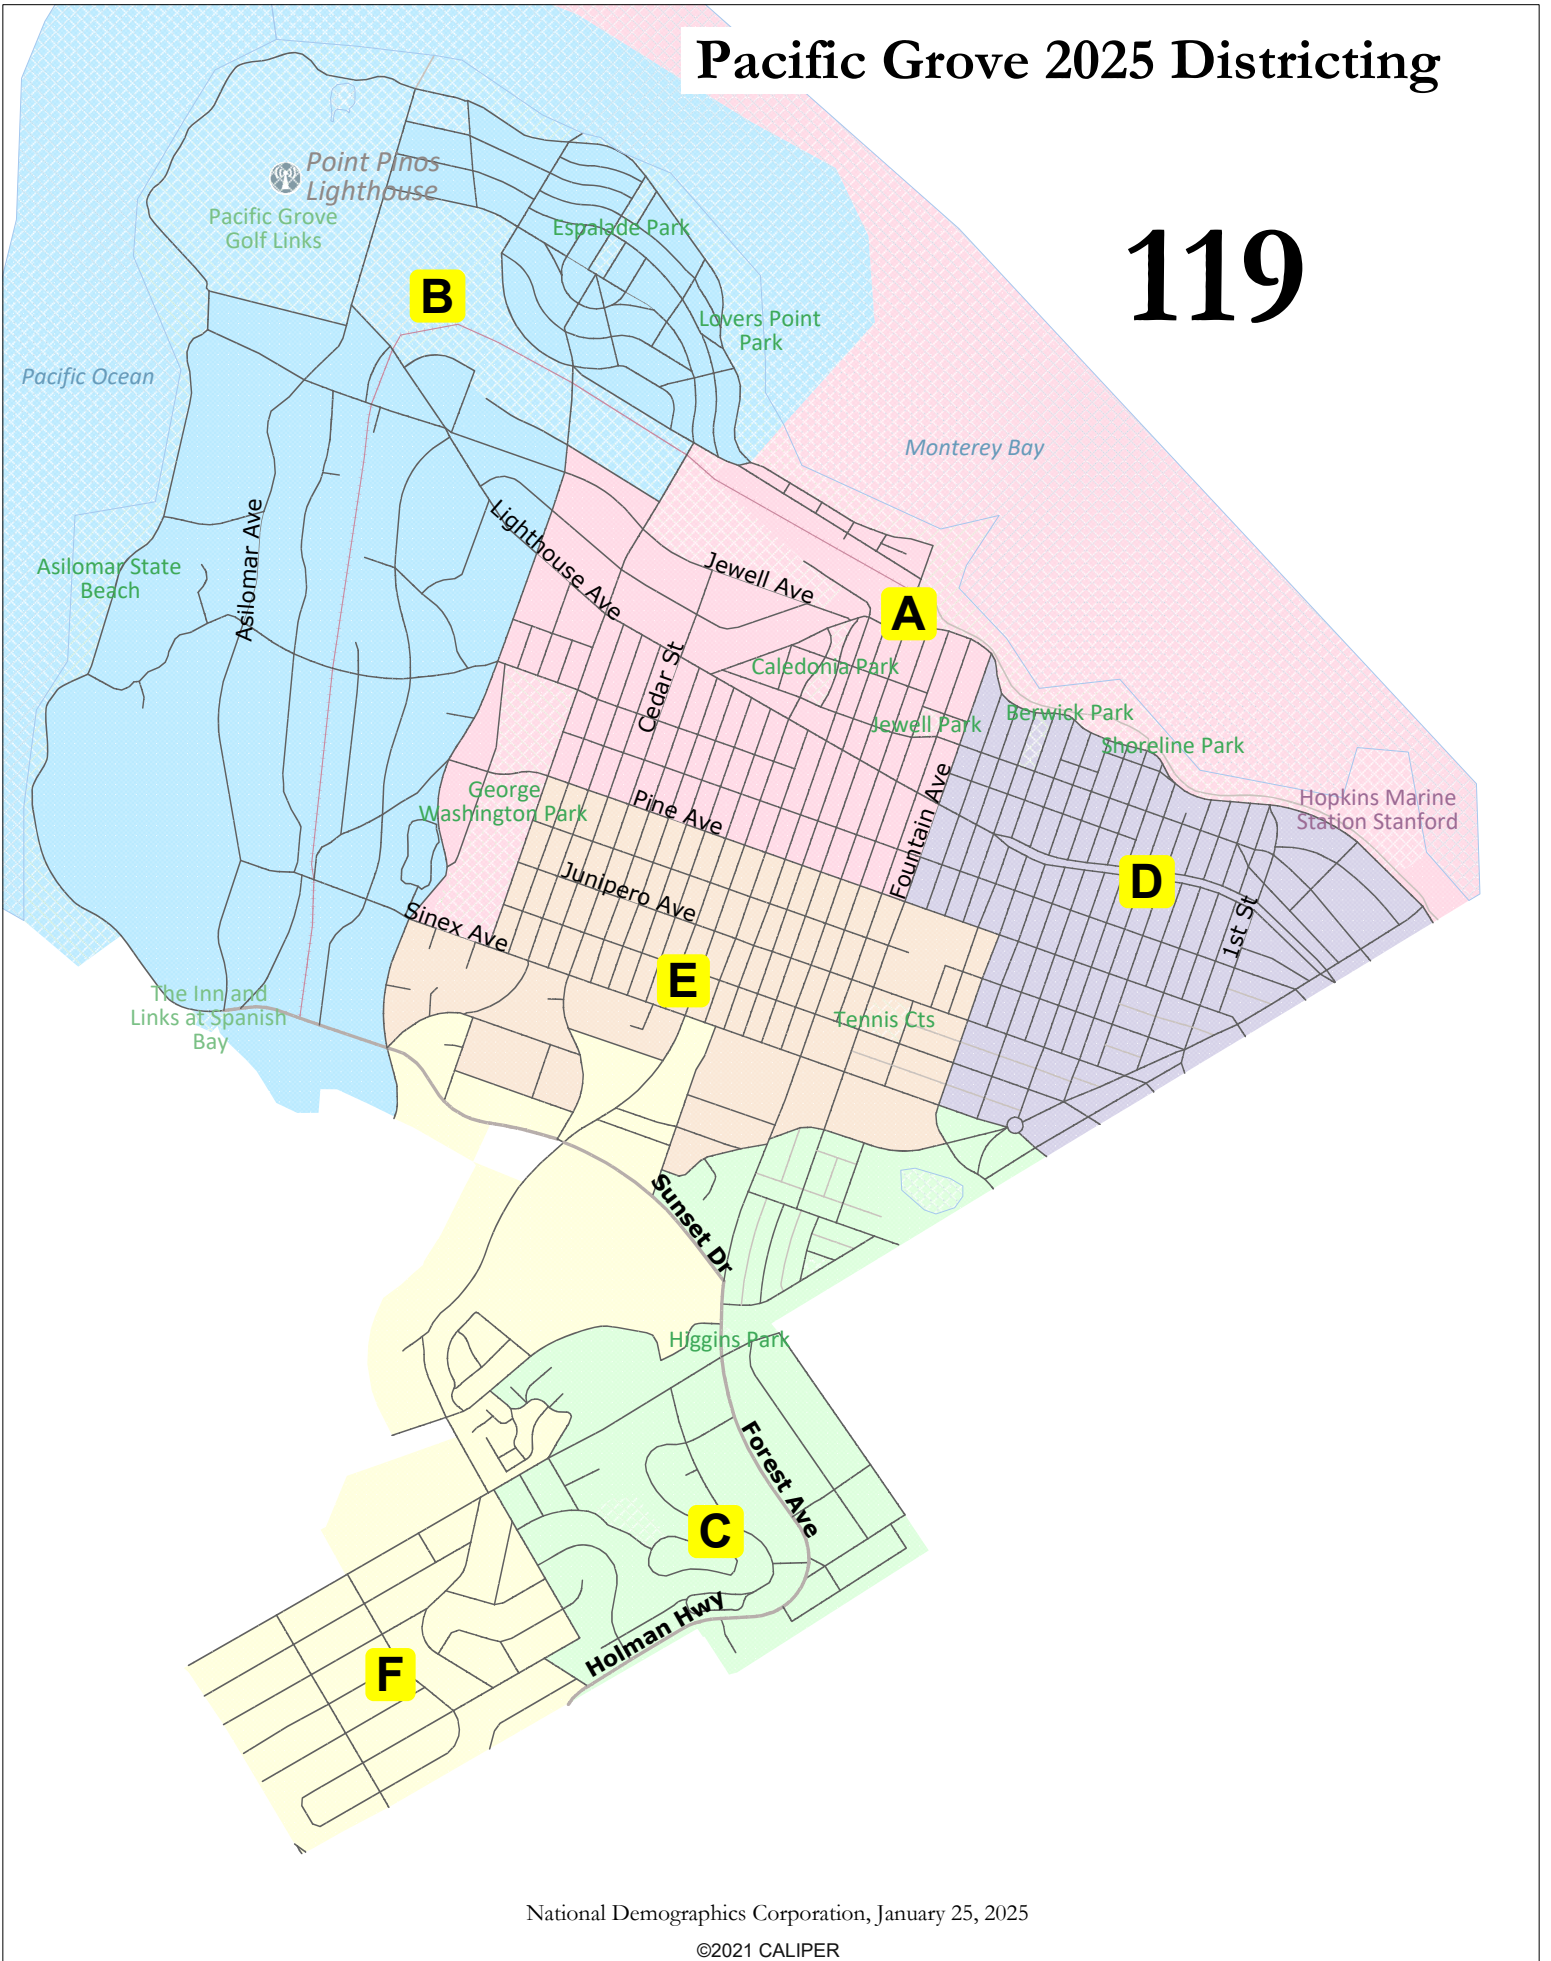 Pacific Grove 2025 Districting
119
Point Pinos
Lighthouse
Pacific Grove
Golf Links
Espalade Park
B
Lovers Point
Park
Pacific Ocean
Monterey Bay
Lighthouse Ave
Asilomar Ave
Jewell Ave
Asilomar State
Beach
A
Cedar St
Caledonia Park
Jewell Park
Berwick Park
Shoreline Park
George
Washington Park
Pine Ave
Fountain Ave
Hopkins Marine
Station Stanford
D
Junipero Ave
Sinex Ave
1st St
E
The Inn and
Links at Spanish
Bay
Tennis Cts
Sunset Dr
Higgins Park
Forest Ave
C
Holman Hwy
F
National Demographics Corporation, January 25, 2025
©2021 CALIPER